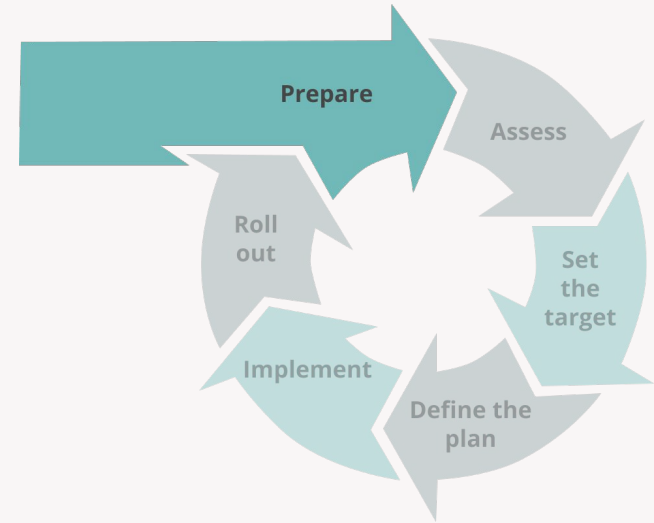 Prepare
Assess
Set
the
target
Define the
plan
Implement
Roll
out